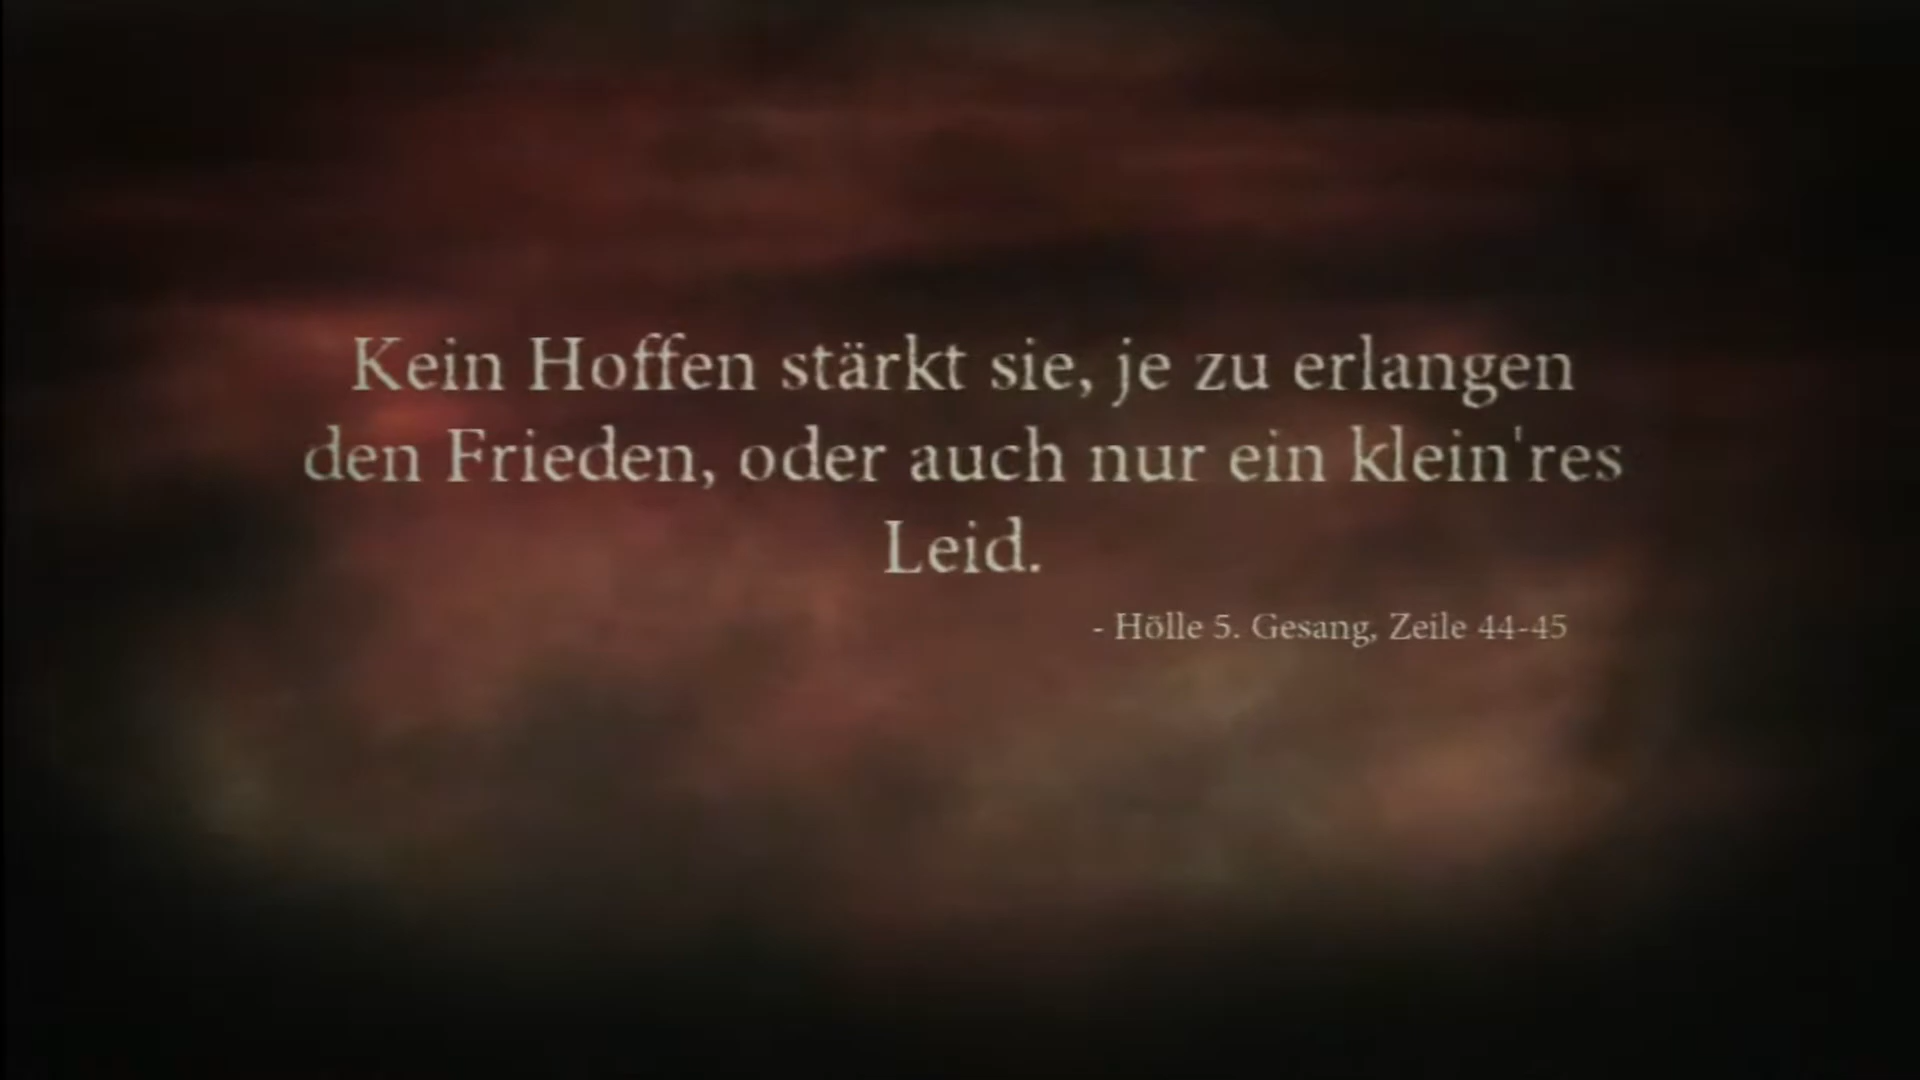 Kein Hoffen stärkt sie, je zu erlangen
den Frieden, oder auch nur ein klein'res
Leid.
- Hölle 5. Gesang, Zeile 44-45